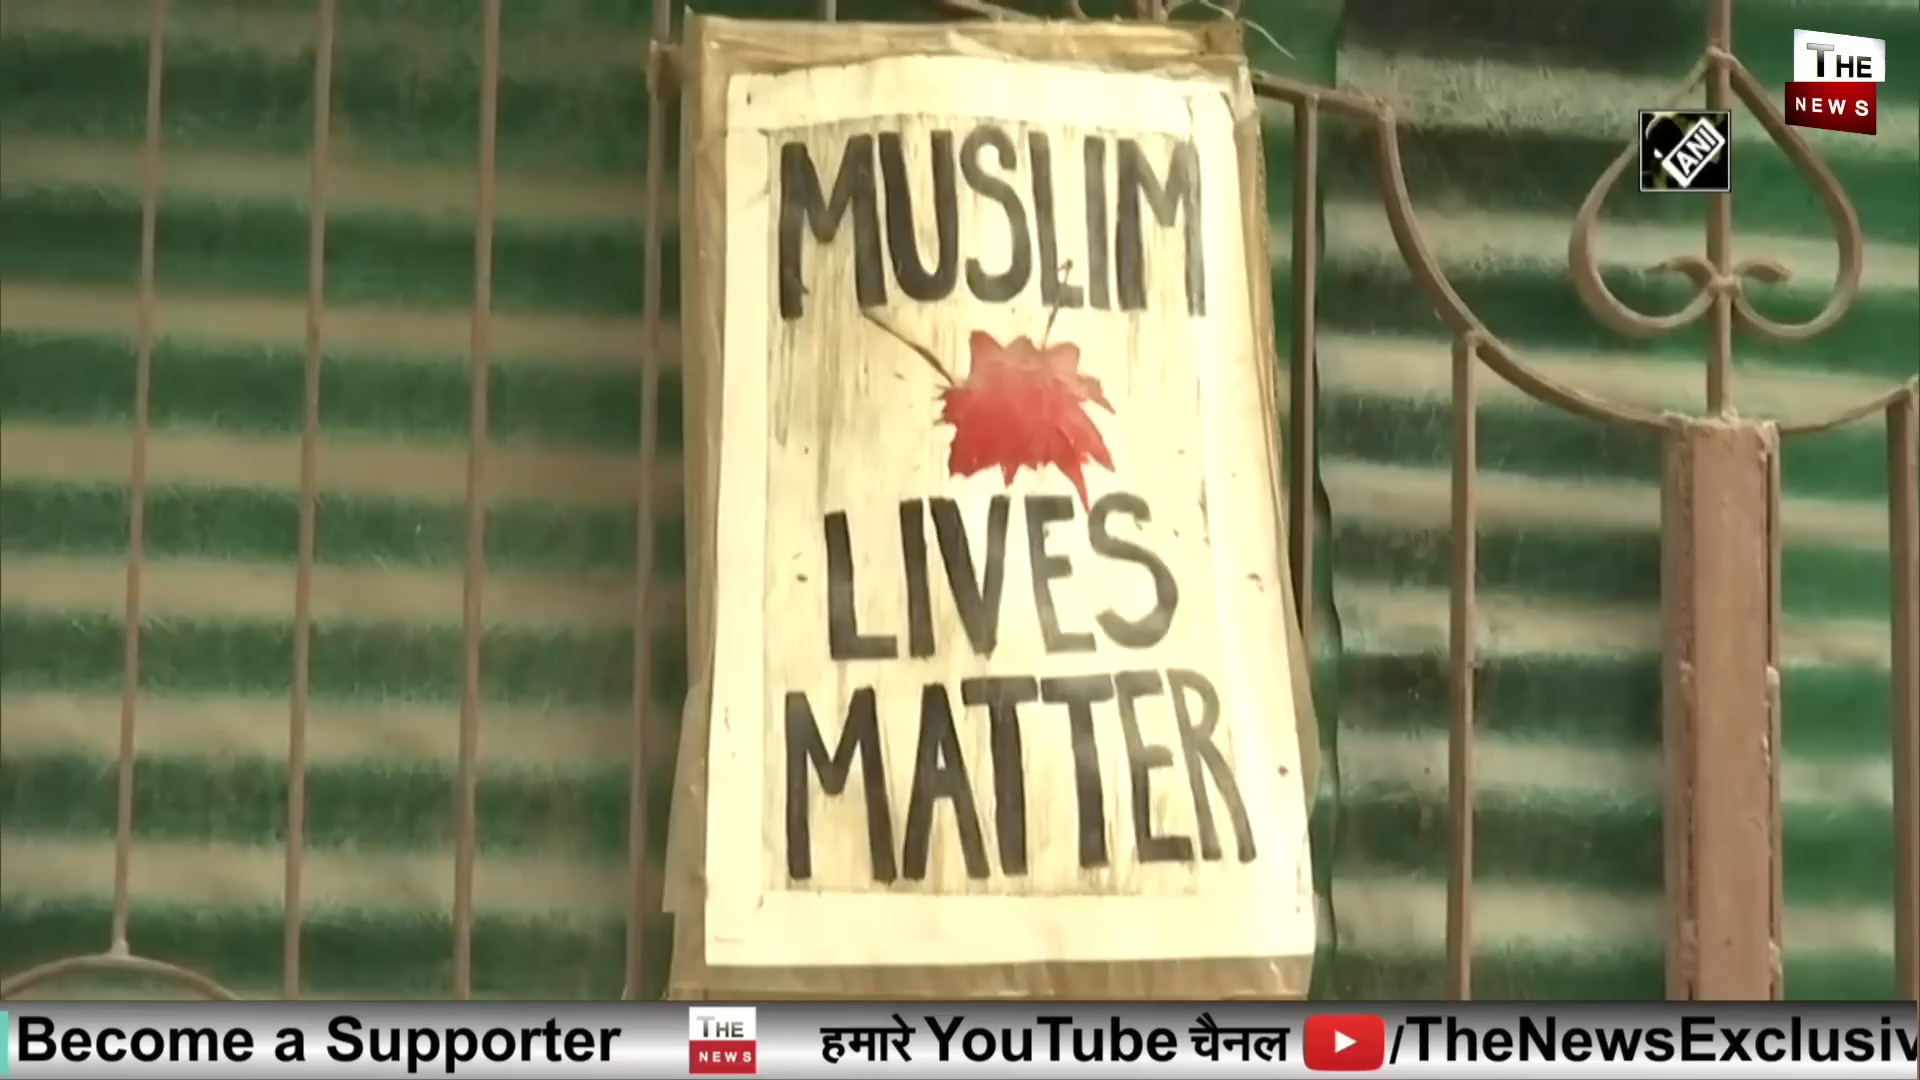 THE
NEWS
ANI
MUSLIM
LIVES
MATTER
Become a Supporter THE NEWS हमारे YouTube चैनल /TheNewsExclusiv